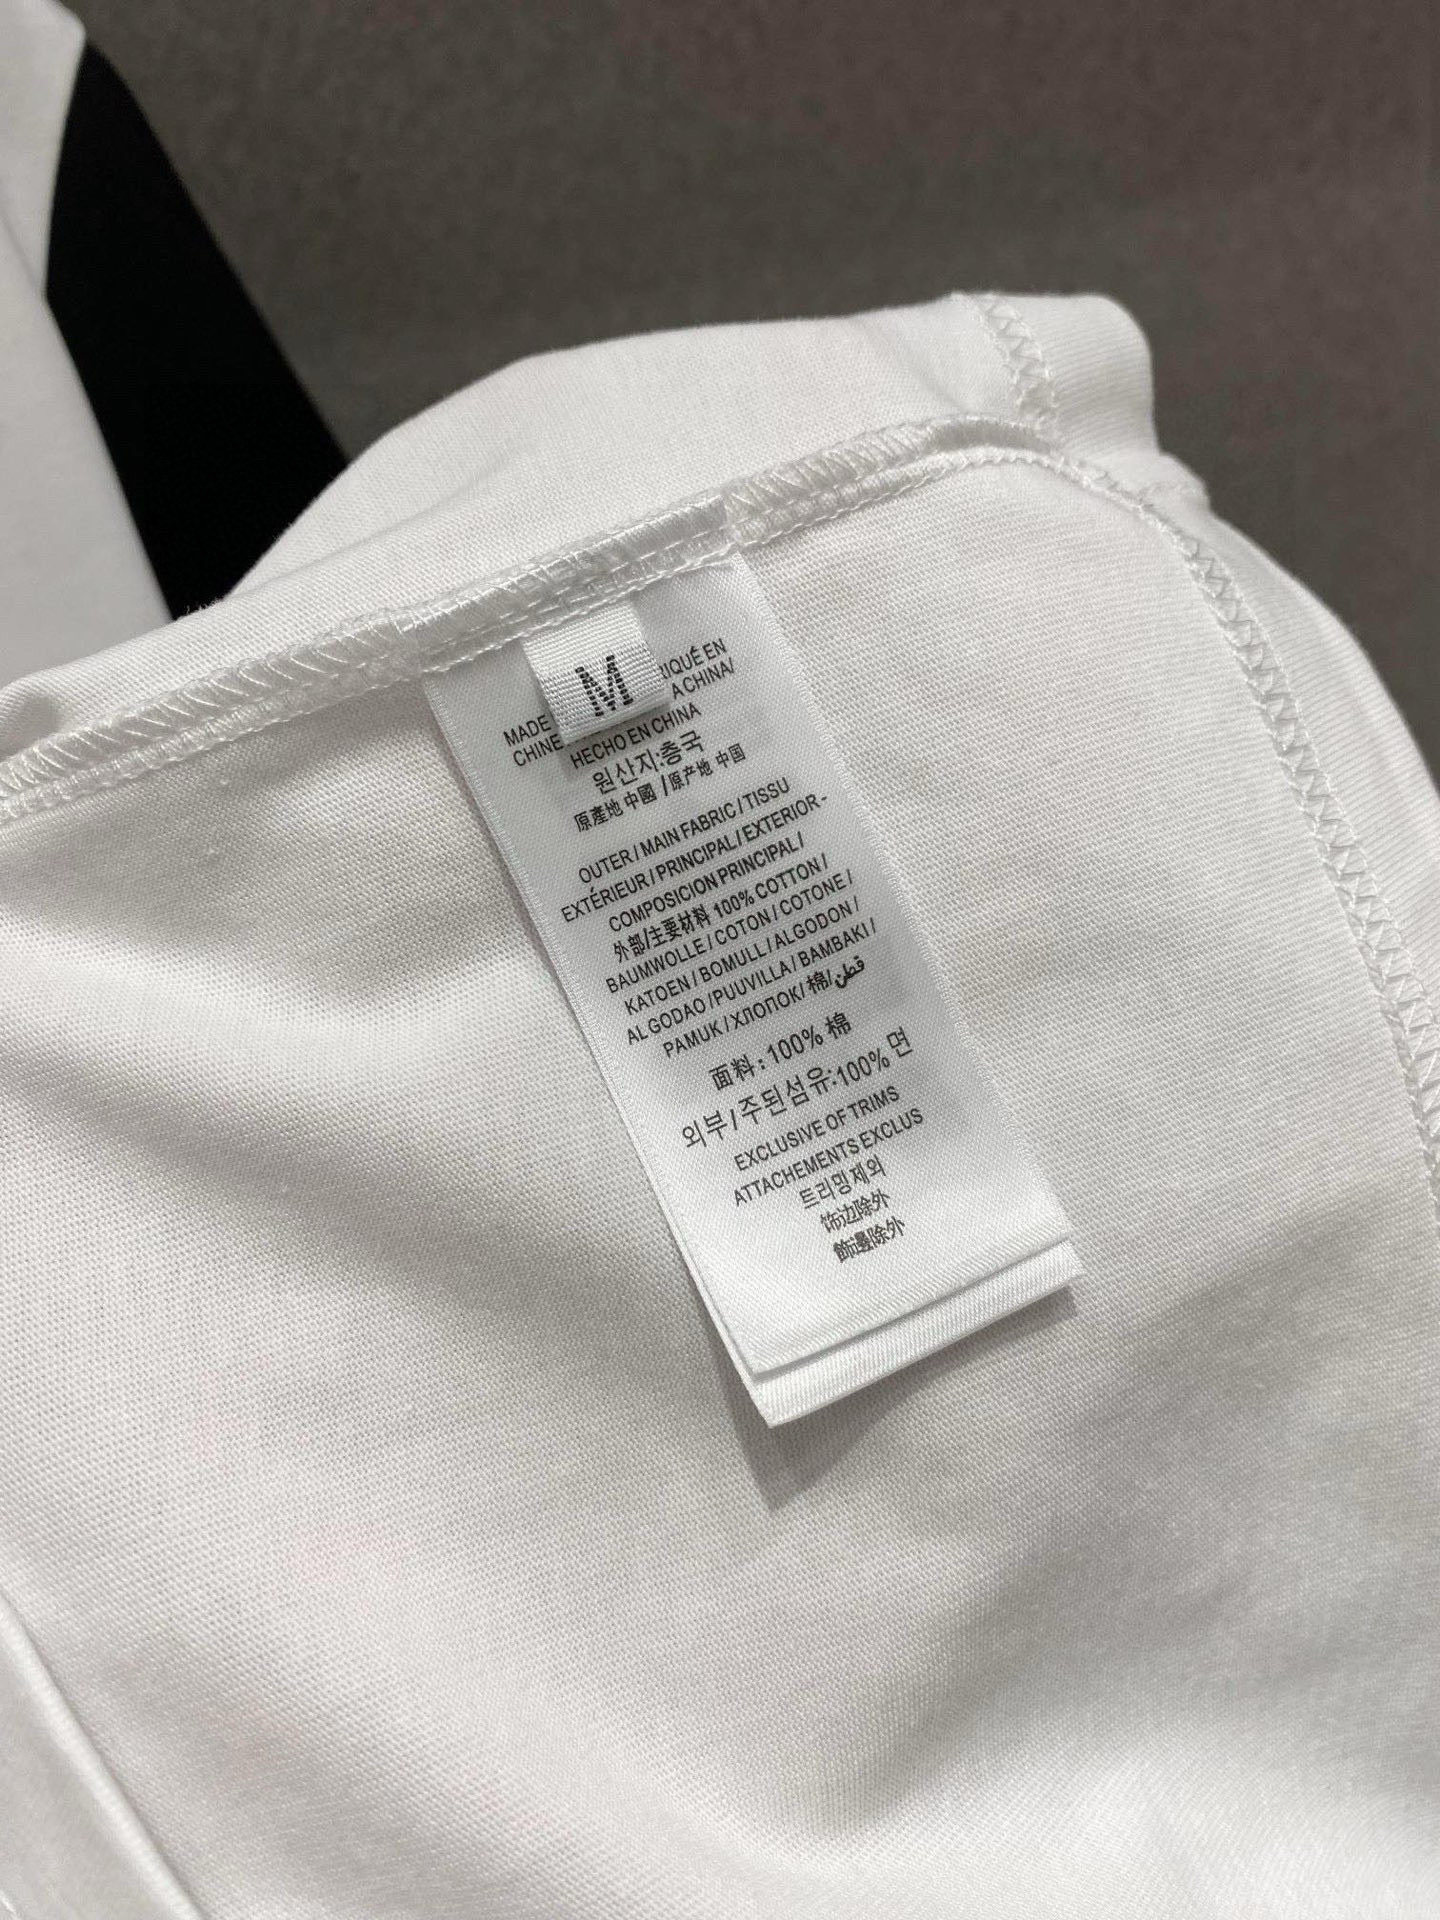 M
MADE RIQUÉ EN
CHINE A CHINA/
HECHO EN CHINA
원산지:층국
原產地 中國 /原产地 中国
OUTER / MAIN FABRIC / TISSU
EXTÉRIEUR / PRINCIPAL / EXTERIOR -
COMPOSICION PRINCIPAL /
外部/主要材料 100% COTTON /
BAUMWOLLE / COTON / COTONE /
KATOEN / BOMULL / ALGODON /
ALGODAO / PUUVILLA / BAMBAKI /
PAMUK / ХЛОПОК/ 棉/ قطن
面料：100% 棉
외부/주된섬유:100% 면
EXCLUSIVE OF TRIMS
ATTACHEMENTS EXCLUS
트리밍제외
饰边除外
飾邊除外